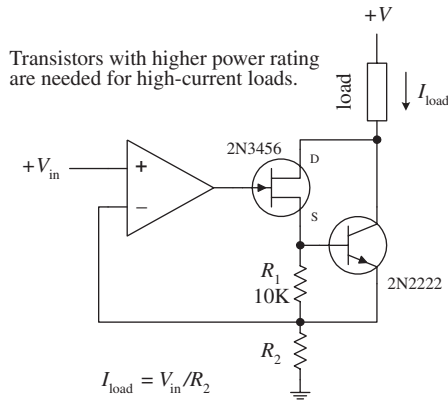 +V
Transistors with higher power rating
are needed for high-current loads.
load
I_load
2N3456
D
+V_in
+
−
S
R_1
10K
2N2222
R_2
I_load = V_in/R_2